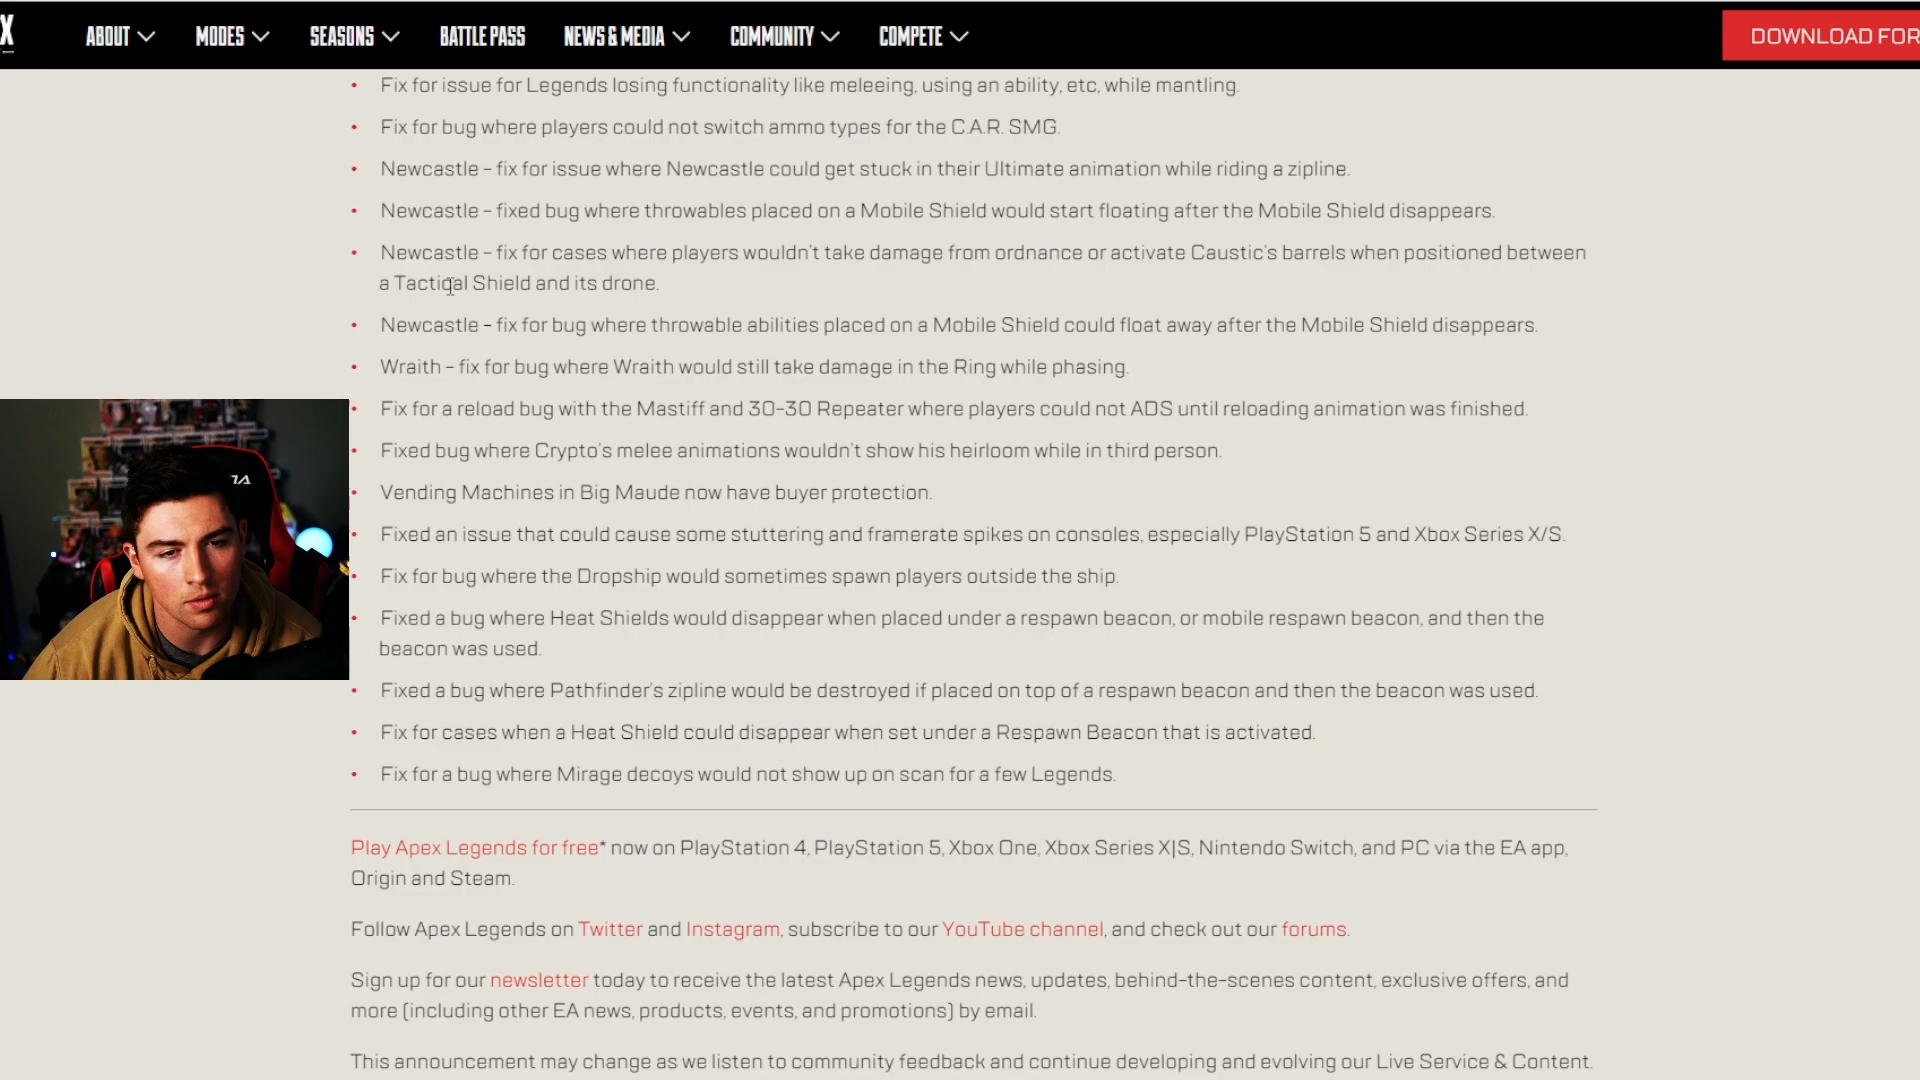 X
ABOUT MODES SEASONS BATTLE PASS NEWS & MEDIA COMMUNITY COMPETE DOWNLOAD FOR
• Fix for issue for Legends losing functionality like meleeing, using an ability, etc, while mantling.
• Fix for bug where players could not switch ammo types for the C.A.R. SMG.
• Newcastle – fix for issue where Newcastle could get stuck in their Ultimate animation while riding a zipline.
• Newcastle – fixed bug where throwables placed on a Mobile Shield would start floating after the Mobile Shield disappears.
• Newcastle – fix for cases where players wouldn't take damage from ordnance or activate Caustic's barrels when positioned between
a Tactical Shield and its drone.
• Newcastle – fix for bug where throwable abilities placed on a Mobile Shield could float away after the Mobile Shield disappears.
• Wraith – fix for bug where Wraith would still take damage in the Ring while phasing.
• Fix for a reload bug with the Mastiff and 30-30 Repeater where players could not ADS until reloading animation was finished.
• Fixed bug where Crypto's melee animations wouldn't show his heirloom while in third person.
• Vending Machines in Big Maude now have buyer protection.
• Fixed an issue that could cause some stuttering and framerate spikes on consoles, especially PlayStation 5 and Xbox Series X/S.
• Fix for bug where the Dropship would sometimes spawn players outside the ship.
• Fixed a bug where Heat Shields would disappear when placed under a respawn beacon, or mobile respawn beacon, and then the
beacon was used.
• Fixed a bug where Pathfinder's zipline would be destroyed if placed on top of a respawn beacon and then the beacon was used.
• Fix for cases when a Heat Shield could disappear when set under a Respawn Beacon that is activated.
• Fix for a bug where Mirage decoys would not show up on scan for a few Legends.
Play Apex Legends for free* now on PlayStation 4, PlayStation 5, Xbox One, Xbox Series X|S, Nintendo Switch, and PC via the EA app,
Origin and Steam.
Follow Apex Legends on Twitter and Instagram, subscribe to our YouTube channel, and check out our forums.
Sign up for our newsletter today to receive the latest Apex Legends news, updates, behind-the-scenes content, exclusive offers, and
more (including other EA news, products, events, and promotions) by email.
This announcement may change as we listen to community feedback and continue developing and evolving our Live Service & Content.